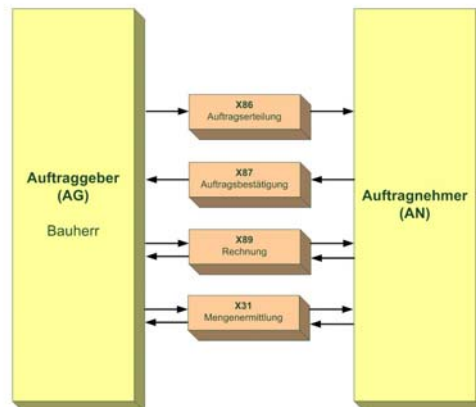 Auftraggeber
(AG)
Bauherr
X86
Auftragserteilung
X87
Auftragsbestätigung
X89
Rechnung
X31
Mengenermittlung
Auftragnehmer
(AN)